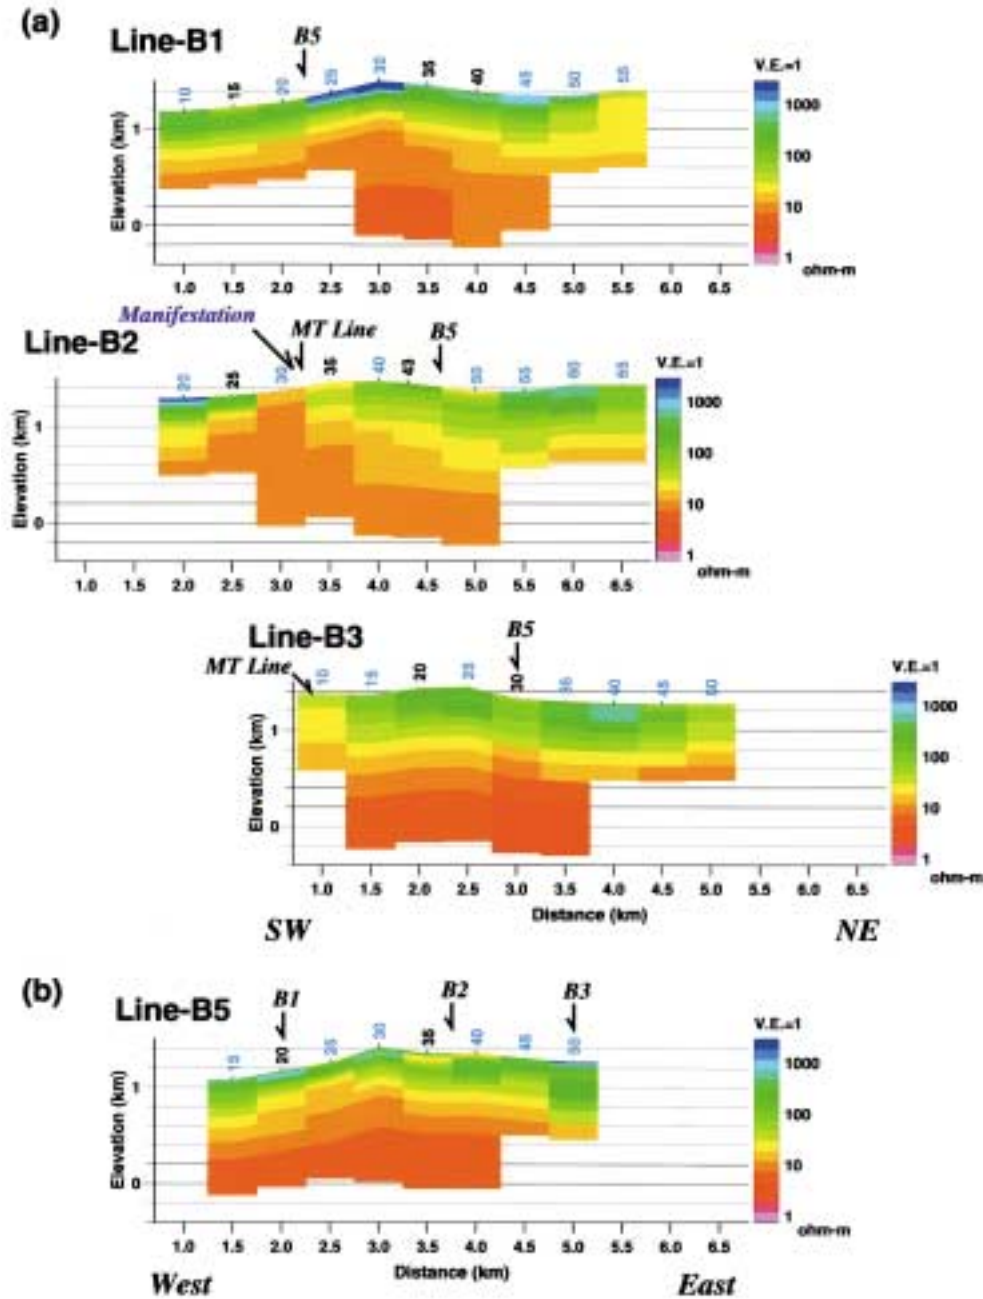 (a)
Line-B1
B5
V.E.=1
10 15 20 25 30 35 40 45 50 55
Elevation (km)
1
0
1000
100
10
1
ohm-m
1.0 1.5 2.0 2.5 3.0 3.5 4.0 4.5 5.0 5.5 6.0 6.5
Manifestation
MT Line
B5
Line-B2
V.E.=1
20 25 30 35 40 43 50 55 60 65
Elevation (km)
1
0
1000
100
10
1
ohm-m
1.0 1.5 2.0 2.5 3.0 3.5 4.0 4.5 5.0 5.5 6.0 6.5
Line-B3
B5
MT Line
V.E.=1
10 15 20 25 30 35 40 45 50
Elevation (km)
1
0
1000
100
10
1
ohm-m
1.0 1.5 2.0 2.5 3.0 3.5 4.0 4.5 5.0 5.5 6.0 6.5
Distance (km)
SW
NE
(b)
Line-B5
B1
B2
B3
V.E.=1
15 20 25 30 35 40 45 50
Elevation (km)
1
0
1000
100
10
1
ohm-m
1.0 1.5 2.0 2.5 3.0 3.5 4.0 4.5 5.0 5.5 6.0 6.5
Distance (km)
West
East